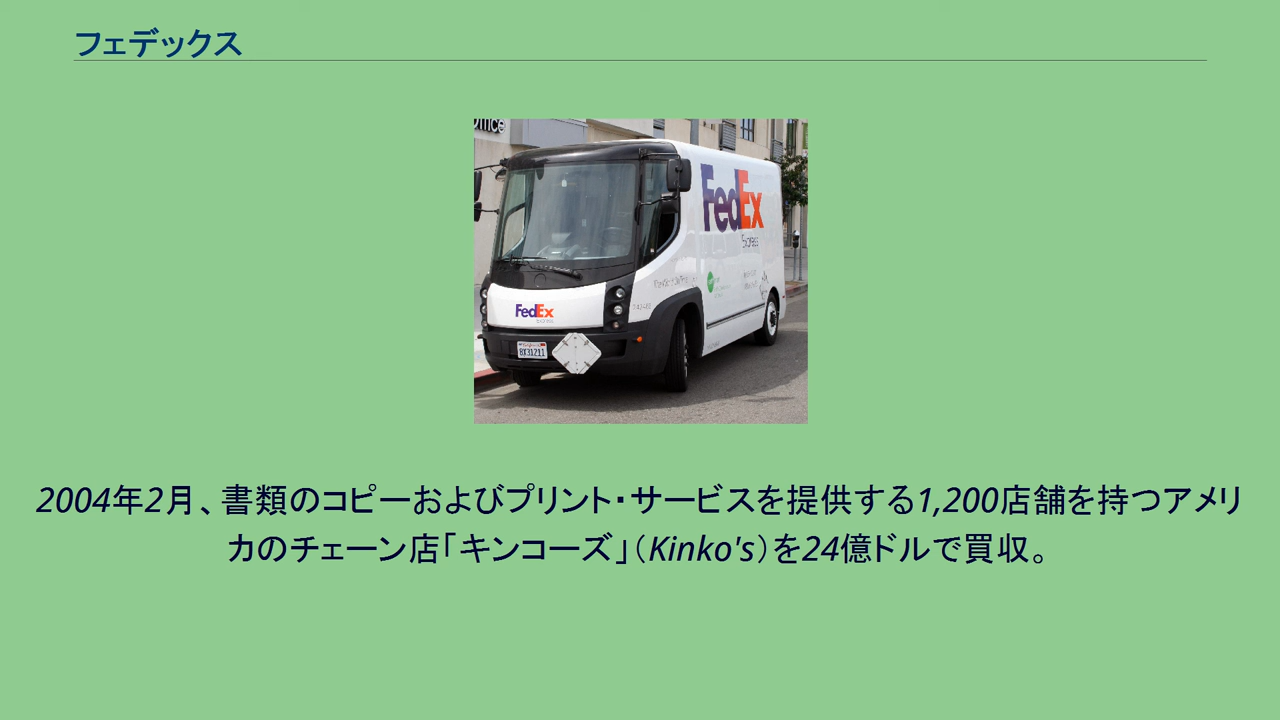 フェデックス
FedEx
Express
FedEx
Express
8X31211
2004年2月、書類のコピーおよびプリント・サービスを提供する1,200店舗を持つアメリ
カのチェーン店「キンコーズ」（Kinko's）を24億ドルで買収。